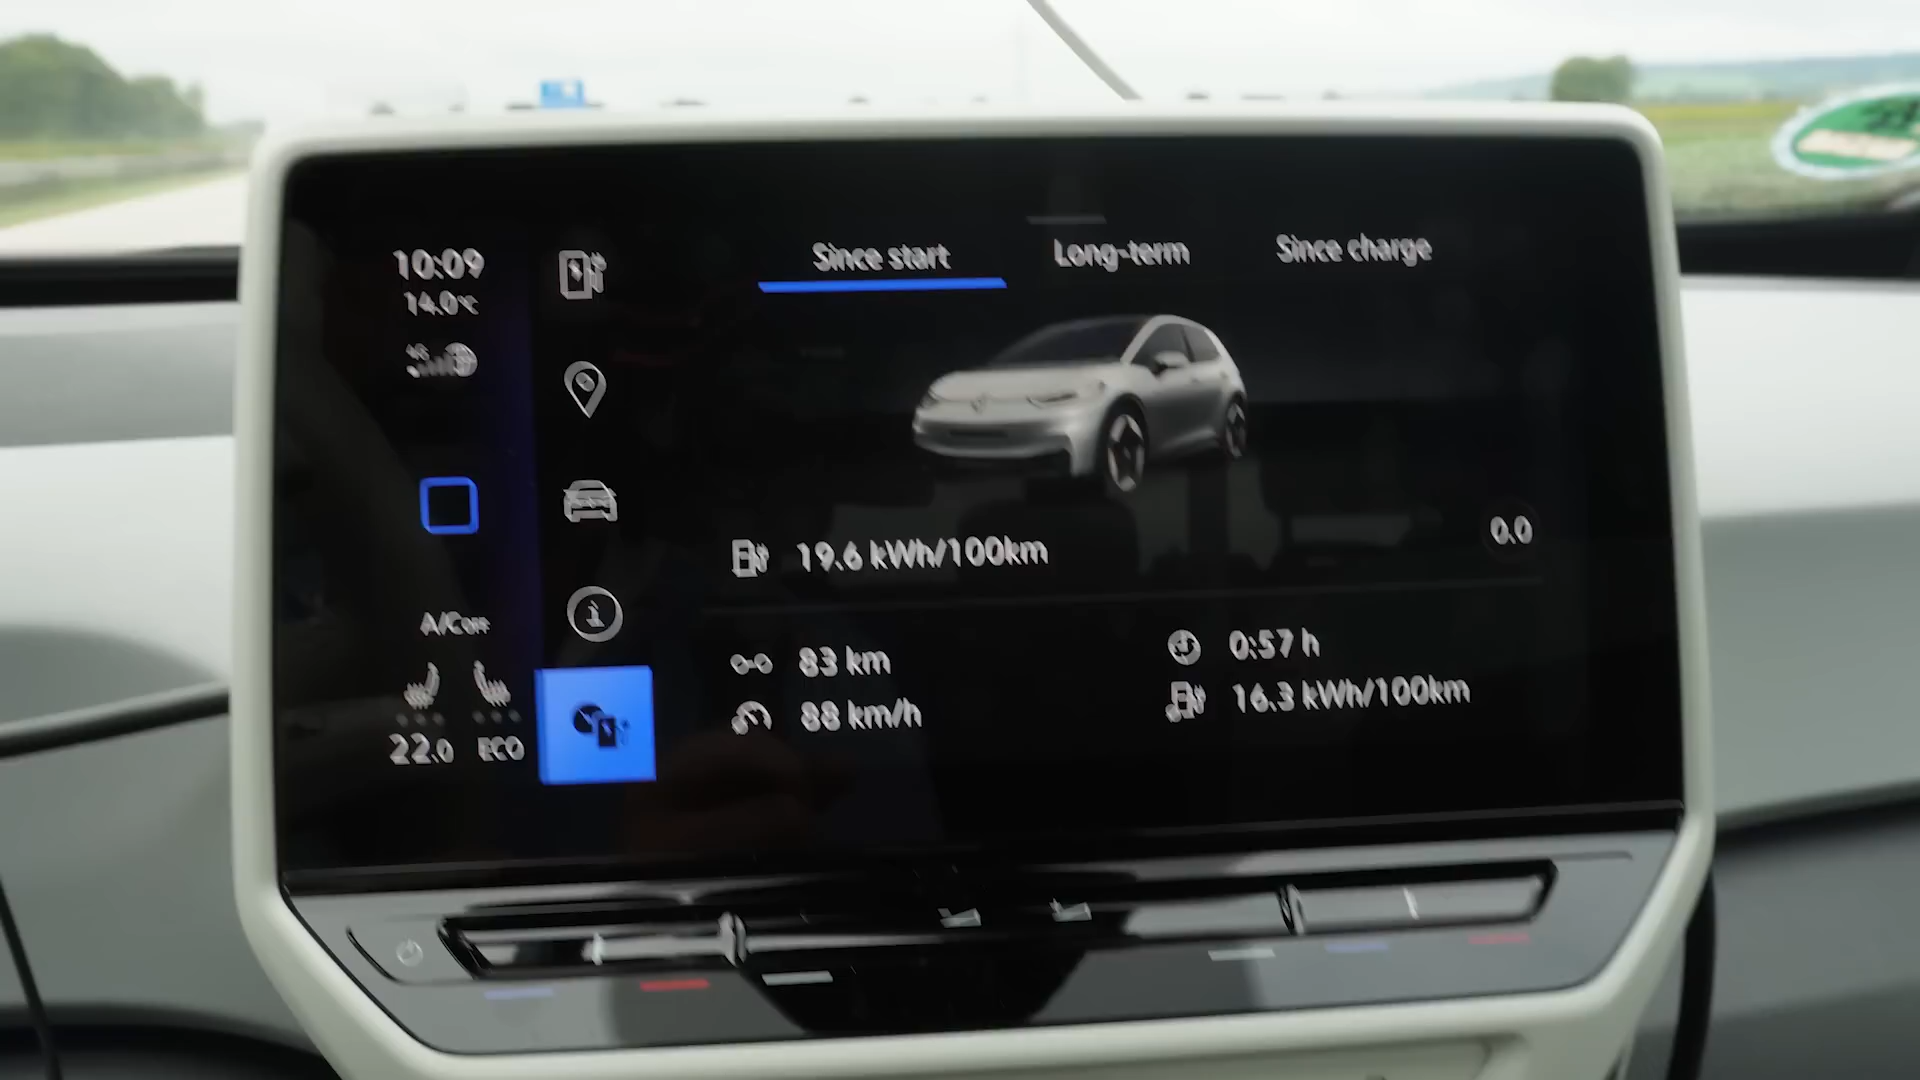 10:09
14.0°C
Since start
Long-term
Since charge
0.0
19.6 kWh/100km
83 km
0:57 h
88 km/h
16.3 kWh/100km
22.0
ECO